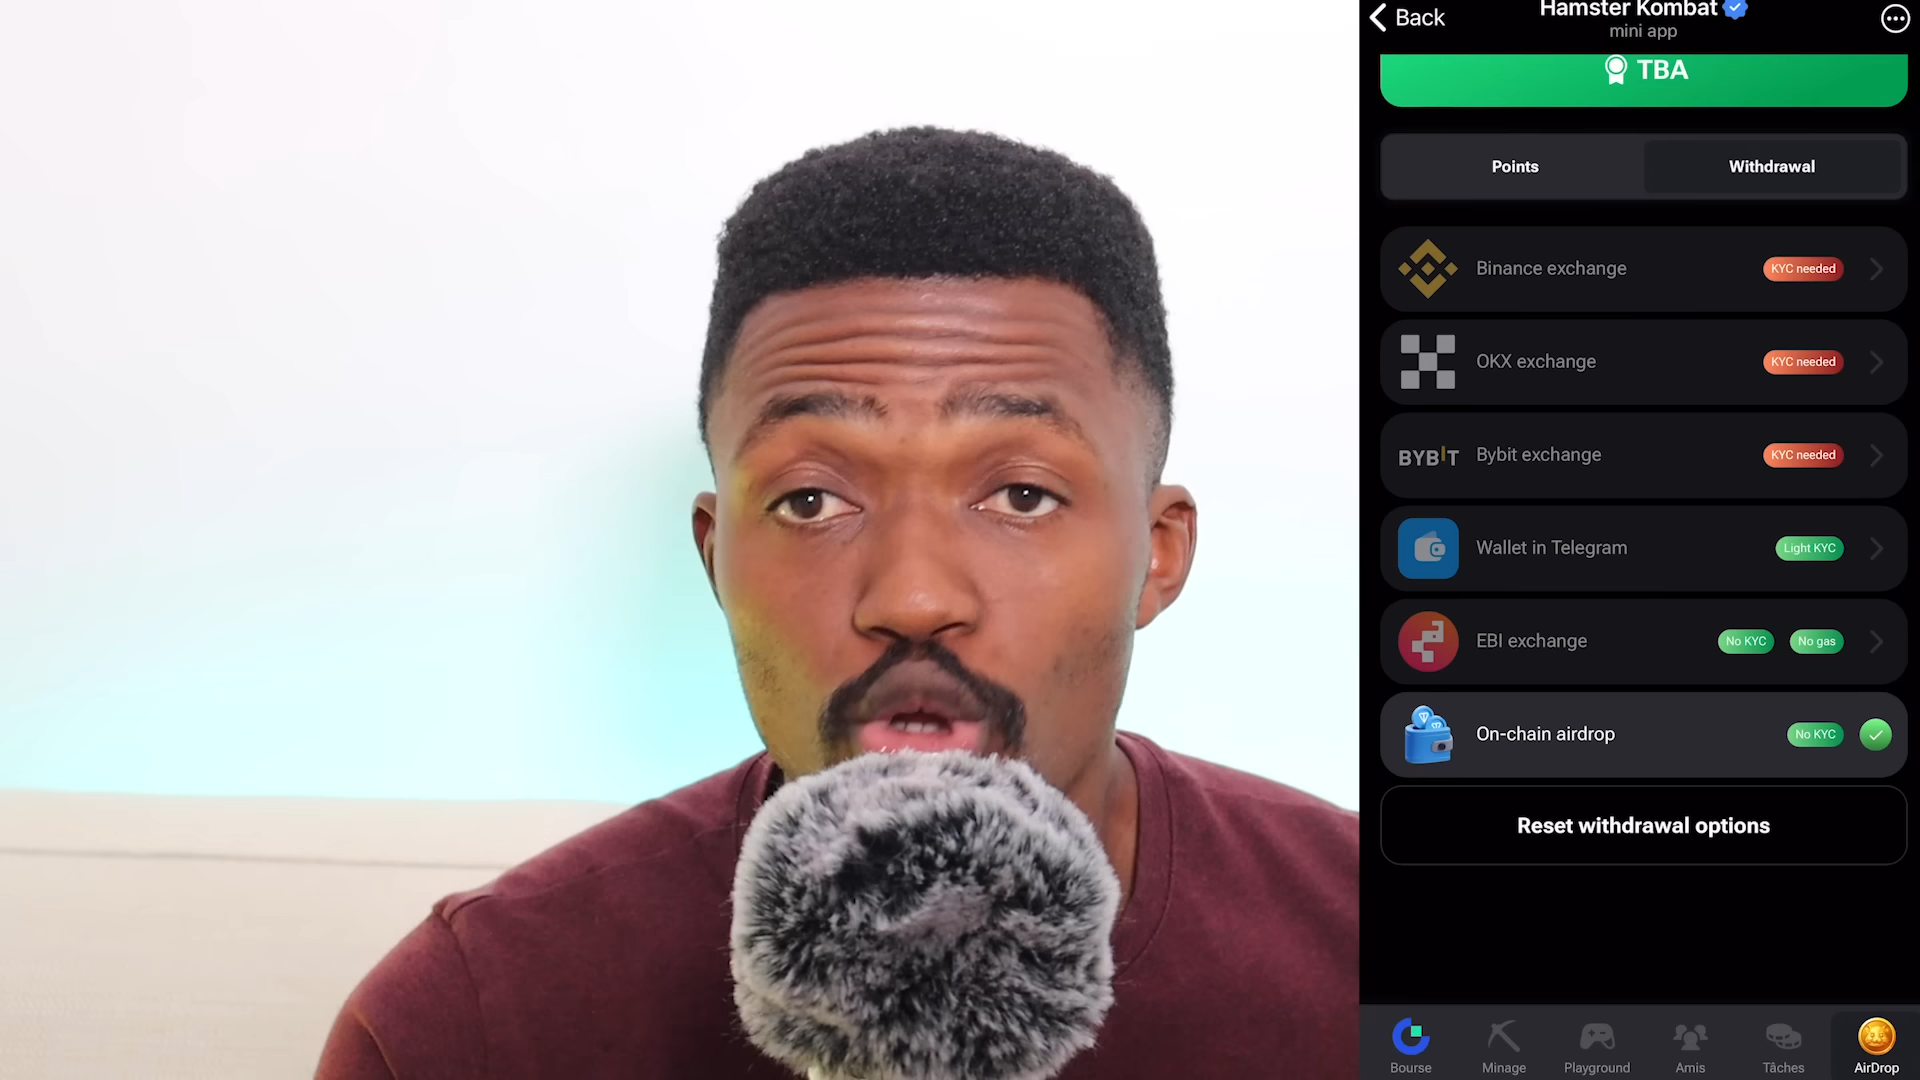 Back
Hamster Kombat
mini app
TBA
Points
Withdrawal
Binance exchange
KYC needed
OKX exchange
KYC needed
BYBIT
Bybit exchange
KYC needed
Wallet in Telegram
Light KYC
EBI exchange
No KYC
No gas
On-chain airdrop
No KYC
Reset withdrawal options
Bourse
Minage
Playground
Amis
Tâches
AirDrop